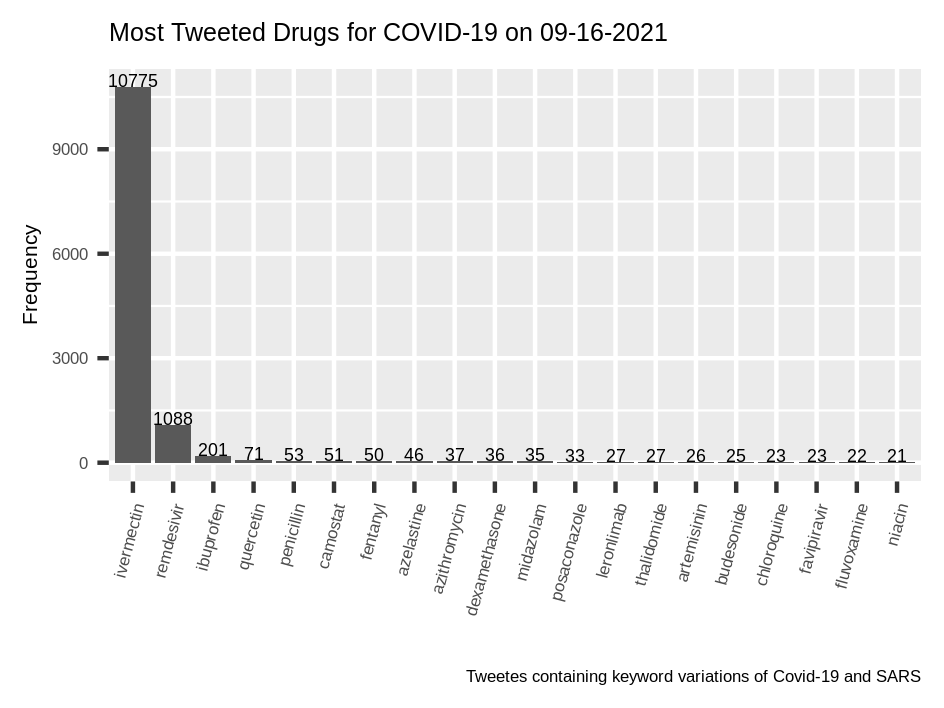 Most Tweeted Drugs for COVID-19 on 09-16-2021
10775
9000
6000
3000
0
Frequency
1088
201
71
53
51
50
46
37
36
35
33
27
27
26
25
23
23
22
21
ivermectin
remdesivir
ibuprofen
quercetin
penicillin
camostat
fentanyl
azelastine
azithromycin
dexamethasone
midazolam
posaconazole
leronlimab
thalidomide
artemisinin
budesonide
chloroquine
favipiravir
fluvoxamine
niacin
Tweetes containing keyword variations of Covid-19 and SARS